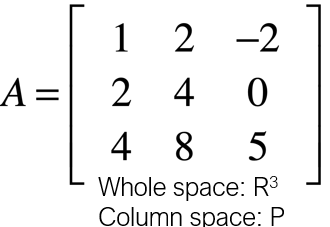 A = [ 1 2 −2
2 4 0
4 8 5 ]
Whole space: R³
Column space: P